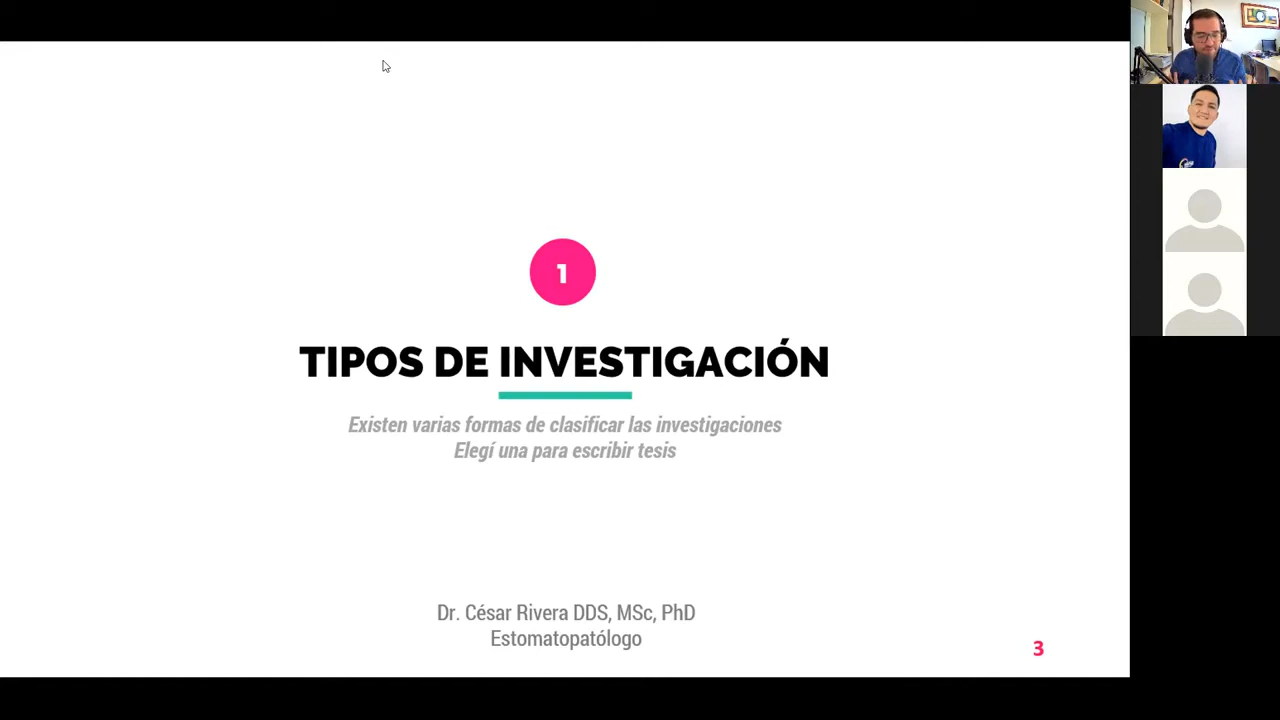 1
TIPOS DE INVESTIGACIÓN
Existen varias formas de clasificar las investigaciones
Elegí una para escribir tesis
Dr. César Rivera DDS, MSc, PhD
Estomatopatólogo
3